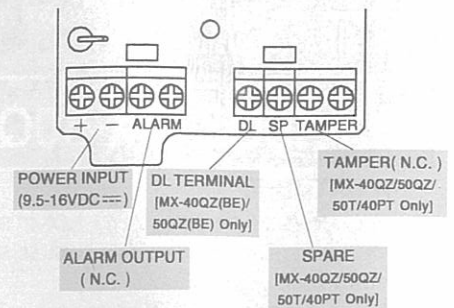 + − ALARM
DL SP TAMPER
POWER INPUT
(9.5-16VDC⎓)
DL TERMINAL
[MX-40QZ(BE)/
50QZ(BE) Only]
TAMPER( N.C. )
[MX-40QZ/50QZ/
50T/40PT Only]
ALARM OUTPUT
( N.C. )
SPARE
[MX-40QZ/50QZ/
50T/40PT Only]